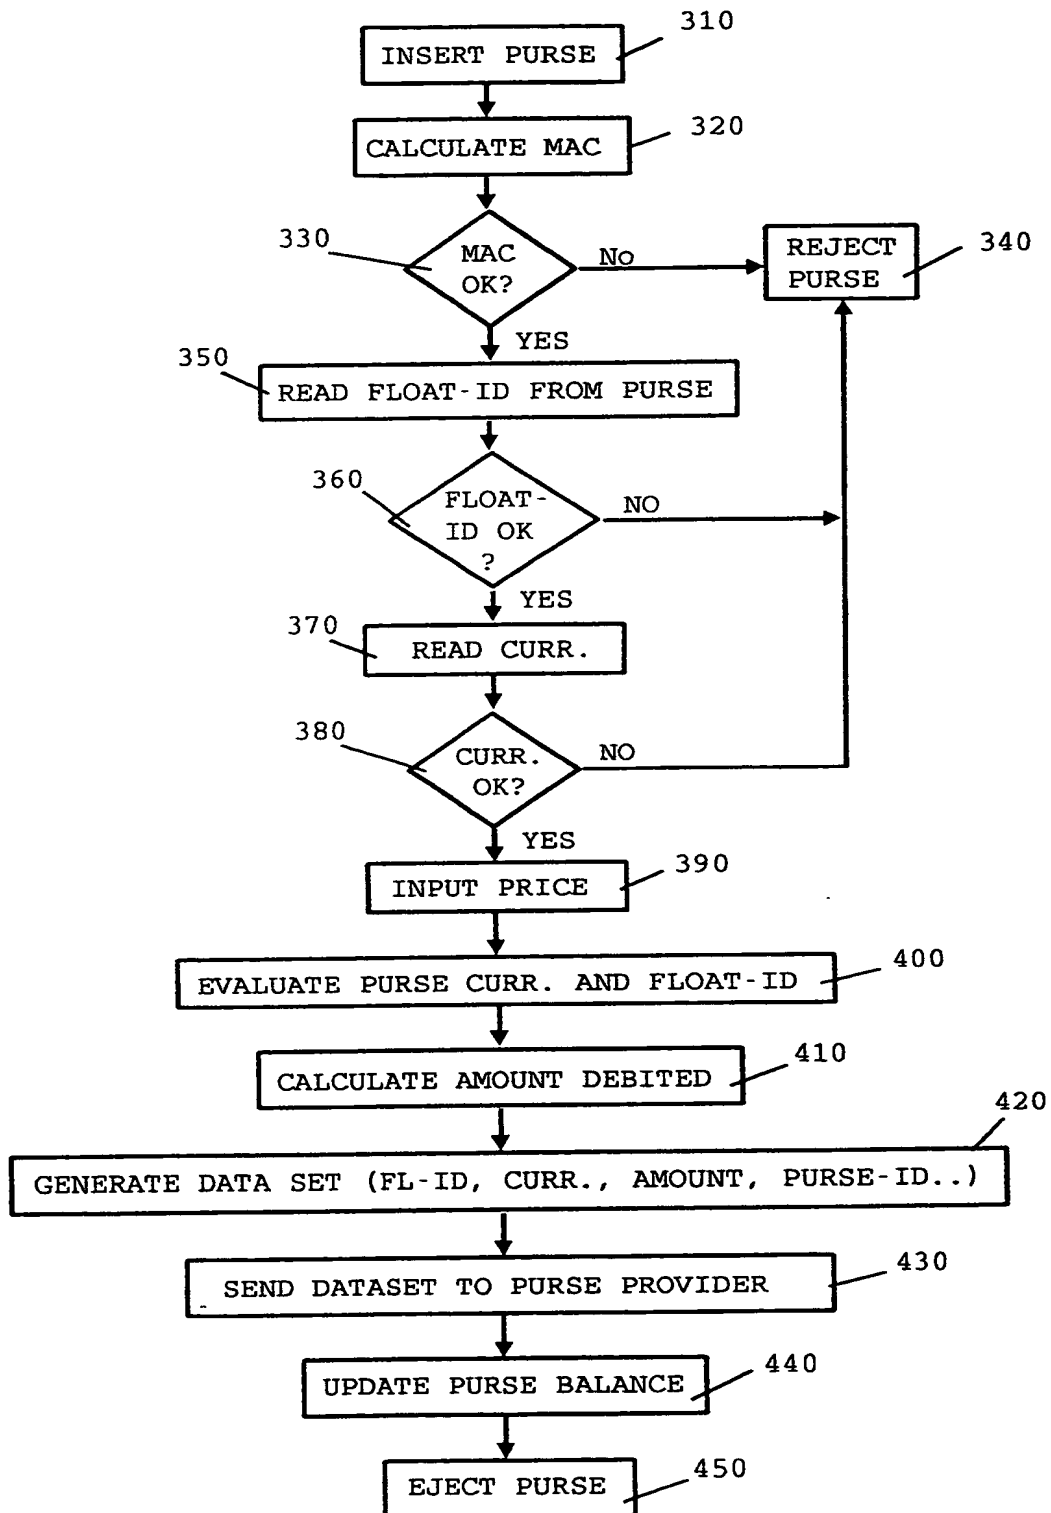 310
INSERT PURSE
320
CALCULATE MAC
330
MAC
OK?
No
REJECT
PURSE
340
YES
350
READ FLOAT-ID FROM PURSE
360
FLOAT-
ID OK
?
NO
YES
370
READ CURR.
380
CURR.
OK?
NO
YES
390
INPUT PRICE
400
EVALUATE PURSE CURR. AND FLOAT-ID
410
CALCULATE AMOUNT DEBITED
420
GENERATE DATA SET (FL-ID, CURR., AMOUNT, PURSE-ID..)
430
SEND DATASET TO PURSE PROVIDER
440
UPDATE PURSE BALANCE
450
EJECT PURSE